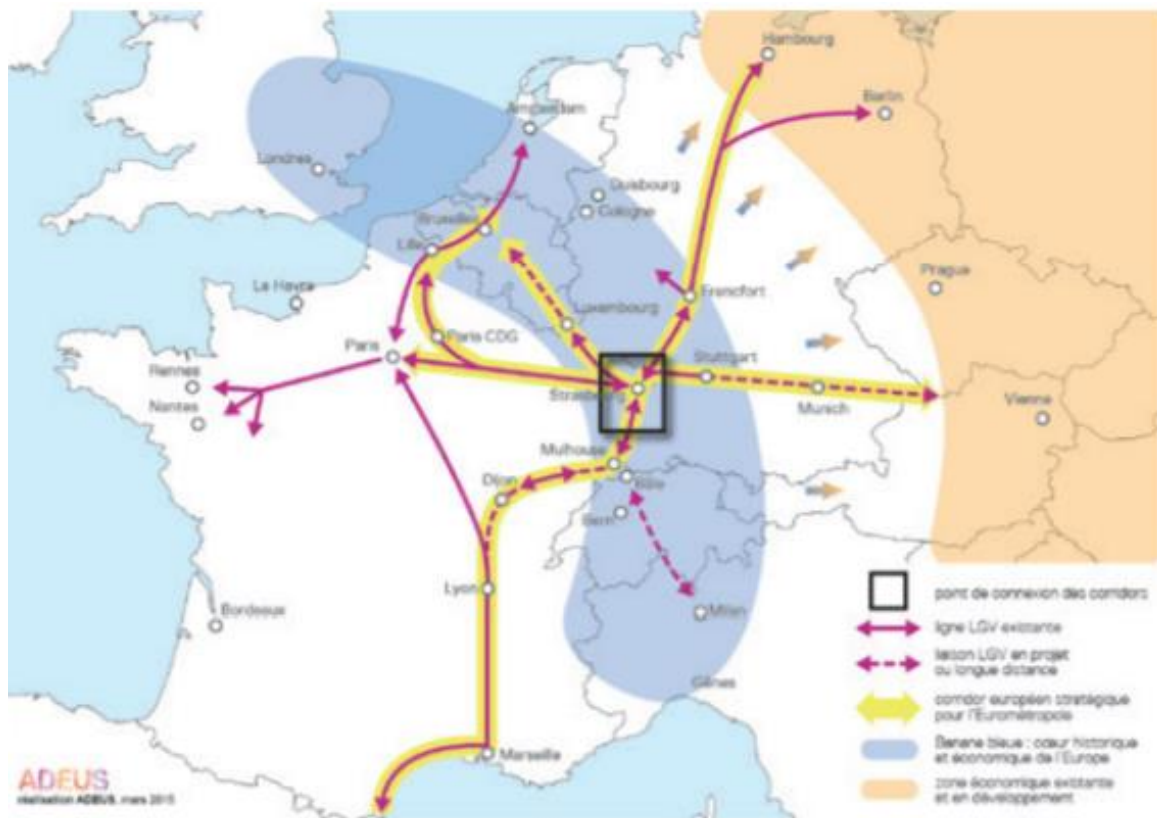 Hambourg
Berlin
Amsterdam
Londres
Duisbourg
Cologne
Bruxelles
Lille
Prague
Le Havre
Luxembourg
Francfort
Paris CDG
Paris
Stuttgart
Rennes
Strasbourg
Munich
Vienne
Nantes
Mulhouse
Bâle
Dijon
Bern
Lyon
Bordeaux
Milan
Gênes
Marseille
point de connexion des corridors
ligne LGV existante
liaison LGV en projet
ou longue distance
corridor européen stratégique
pour l'Eurométropole
Banane bleue : cœur historique
et économique de l'Europe
zone économique existante
et en développement
ADEUS
réalisation ADEUS, mars 2015